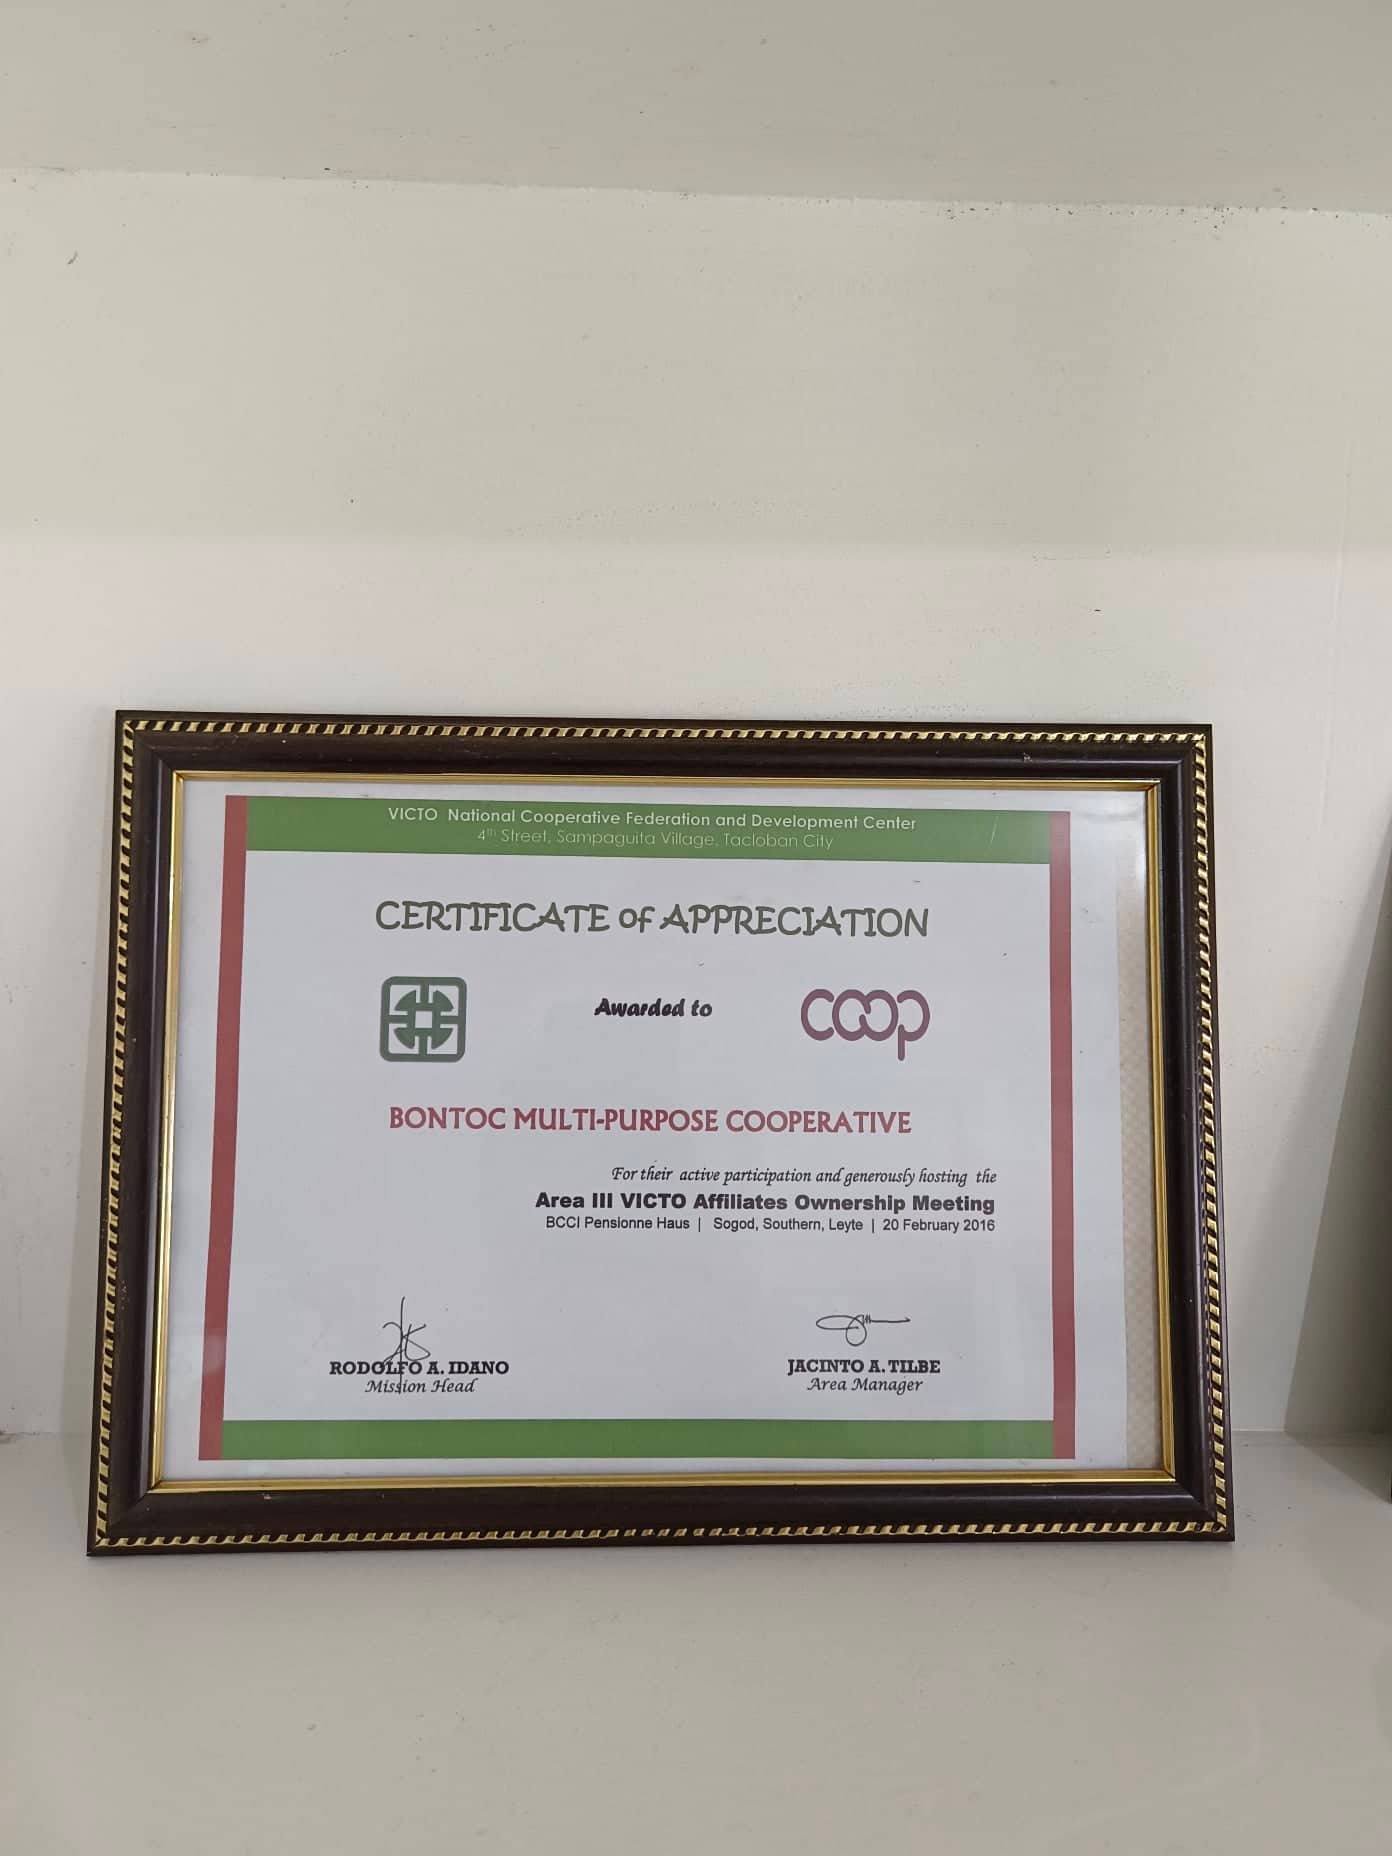 VICTO National Cooperative Federation and Development Center
4th Street, Sampaguita Village, Tacloban City
CERTIFICATE of APPRECIATION
Awarded to
coop
BONTOC MULTI-PURPOSE COOPERATIVE
For their active participation and generously hosting the
Area III VICTO Affiliates Ownership Meeting
BCCI Pensionne Haus | Sogod, Southern, Leyte | 20 February 2016
RODOLFO A. IDANO
Mission Head
JACINTO A. TILBE
Area Manager